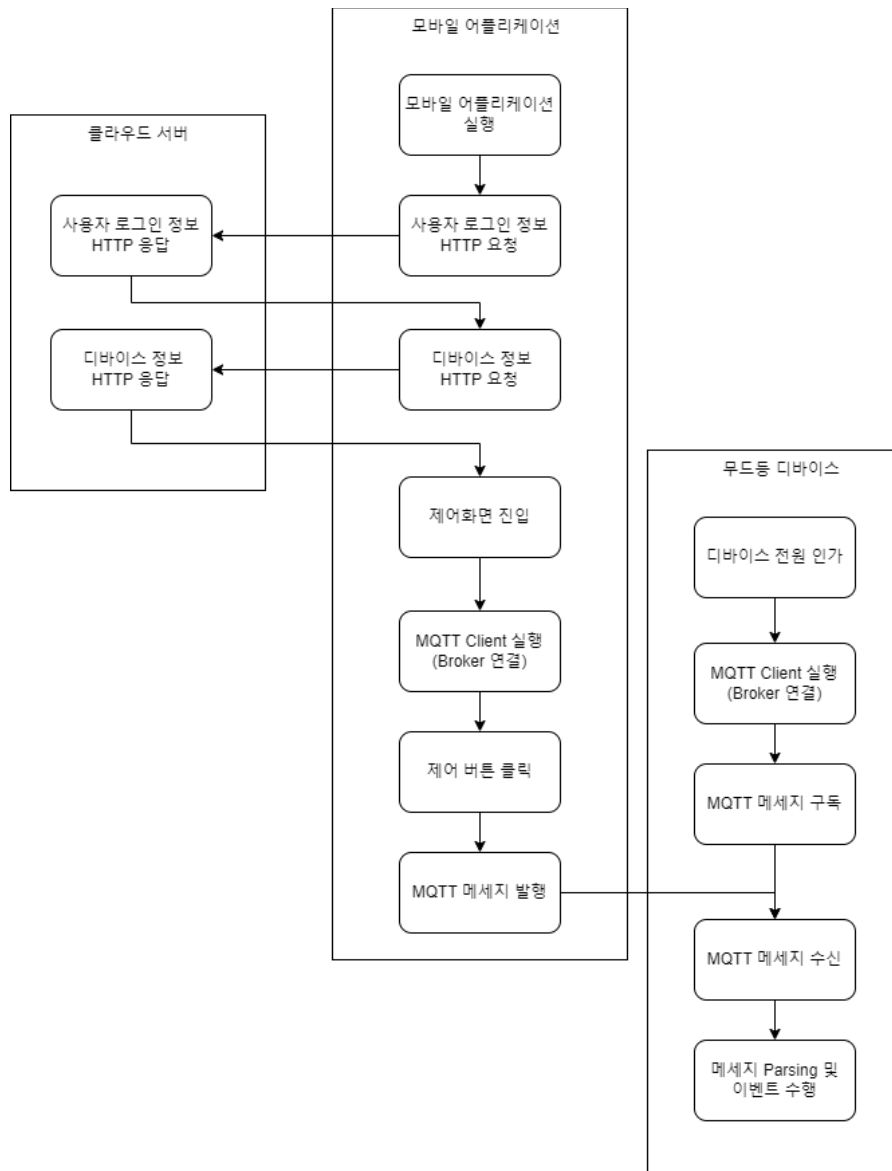 모바일 어플리케이션
모바일 어플리케이션
실행
클라우드 서버
사용자 로그인 정보
HTTP 응답
사용자 로그인 정보
HTTP 요청
디바이스 정보
HTTP 응답
디바이스 정보
HTTP 요청
제어화면 진입
MQTT Client 실행
(Broker 연결)
제어 버튼 클릭
MQTT 메세지 발행
무드등 디바이스
디바이스 전원 인가
MQTT Client 실행
(Broker 연결)
MQTT 메세지 구독
MQTT 메세지 수신
메세지 Parsing 및
이벤트 수행